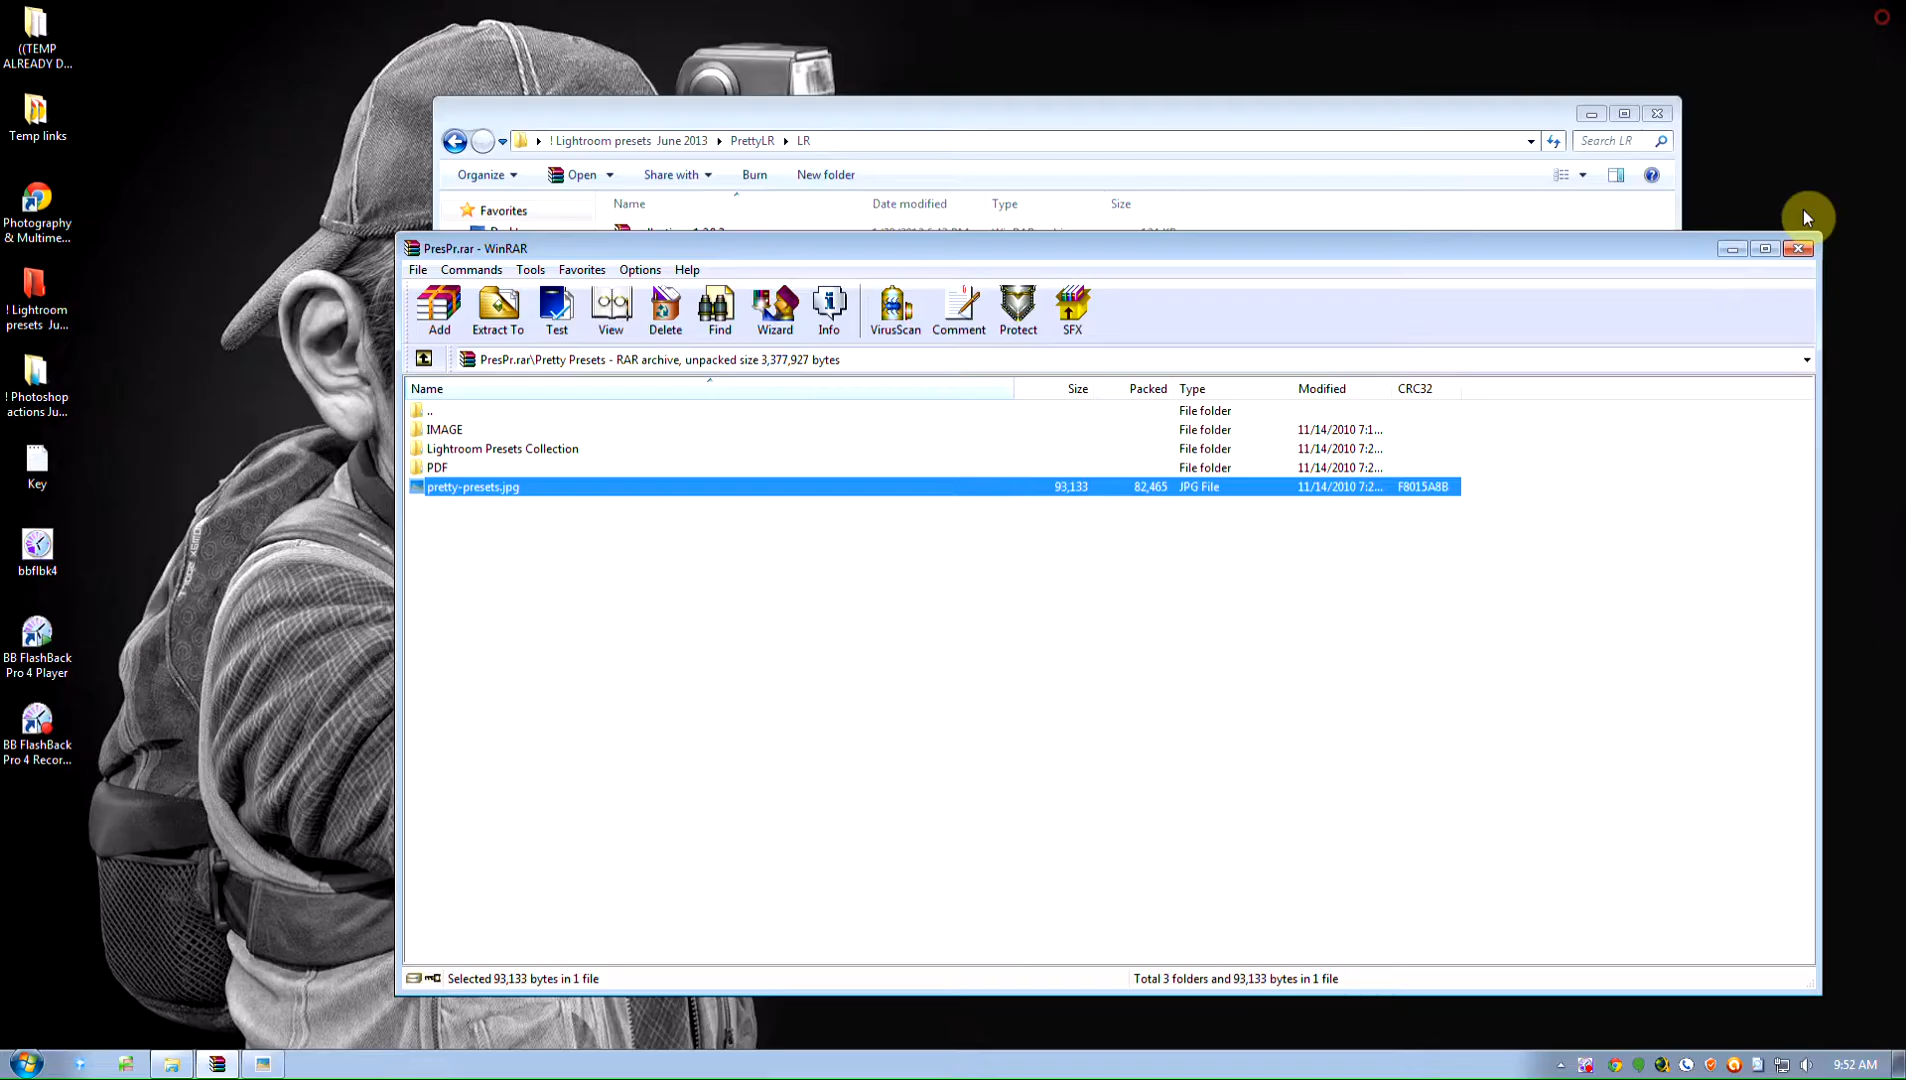 ((TEMP
ALREADY D...
Temp links
Photography
& Multime...
! Lightroom
presets Ju...
! Photoshop
actions Ju...
Key
bbflbk4
BB FlashBack
Pro 4 Player
BB FlashBack
Pro 4 Recor...
! Lightroom presets June 2013 PrettyLR LR
Search LR
Organize Open Share with Burn New folder
Name Date modified Type Size
Favorites
PresPr.rar - WinRAR
File Commands Tools Favorites Options Help
Add Extract To Test View Delete Find Wizard Info VirusScan Comment Protect SFX
PresPr.rar\Pretty Presets - RAR archive, unpacked size 3,377,927 bytes
Name Size Packed Type Modified CRC32
.. File folder
IMAGE File folder 11/14/2010 7:1...
Lightroom Presets Collection File folder 11/14/2010 7:2...
PDF File folder 11/14/2010 7:2...
pretty-presets.jpg 93,133 82,465 JPG File 11/14/2010 7:2... F8015A8B
Selected 93,133 bytes in 1 file
Total 3 folders and 93,133 bytes in 1 file
9:52 AM